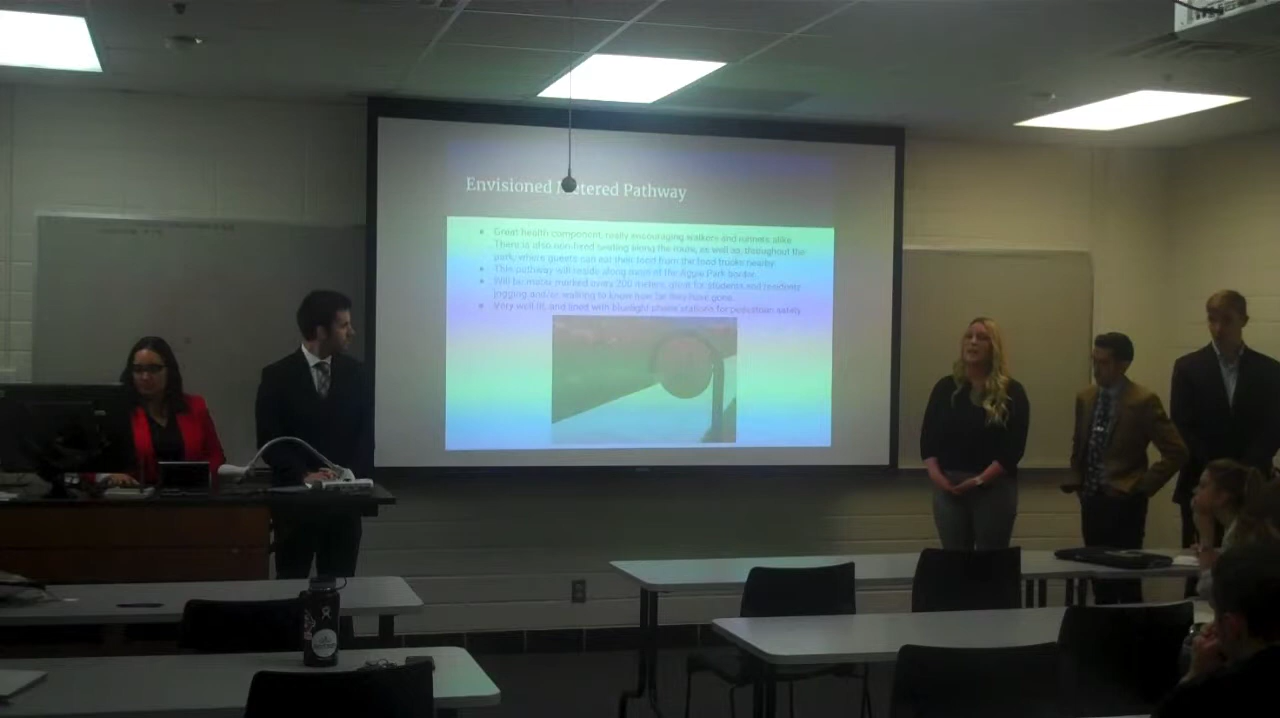 Envisioned Metered Pathway
Great health component, really encouraging walkers and runners alike.
There is also non-fixed seating along the route, as well as, throughout the
park, where guests can eat their food from the food trucks nearby.
This pathway will reside along most of the Aggie Park border.
Will be marked every 200 meters, great for students and
jogging and/or walking to know how far they have gone.
Very well lit, and lined with bluelight phone stations for pedestrian safety